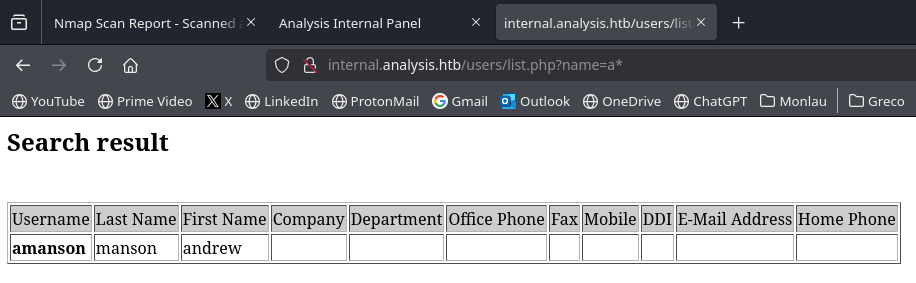 Nmap Scan Report - Scanned a
Analysis Internal Panel
internal.analysis.htb/users/list
internal.analysis.htb/users/list.php?name=a*
YouTube Prime Video X LinkedIn ProtonMail Gmail Outlook OneDrive ChatGPT Monlau Greco
Search result
Username Last Name First Name Company Department Office Phone Fax Mobile DDI E-Mail Address Home Phone
amanson manson andrew